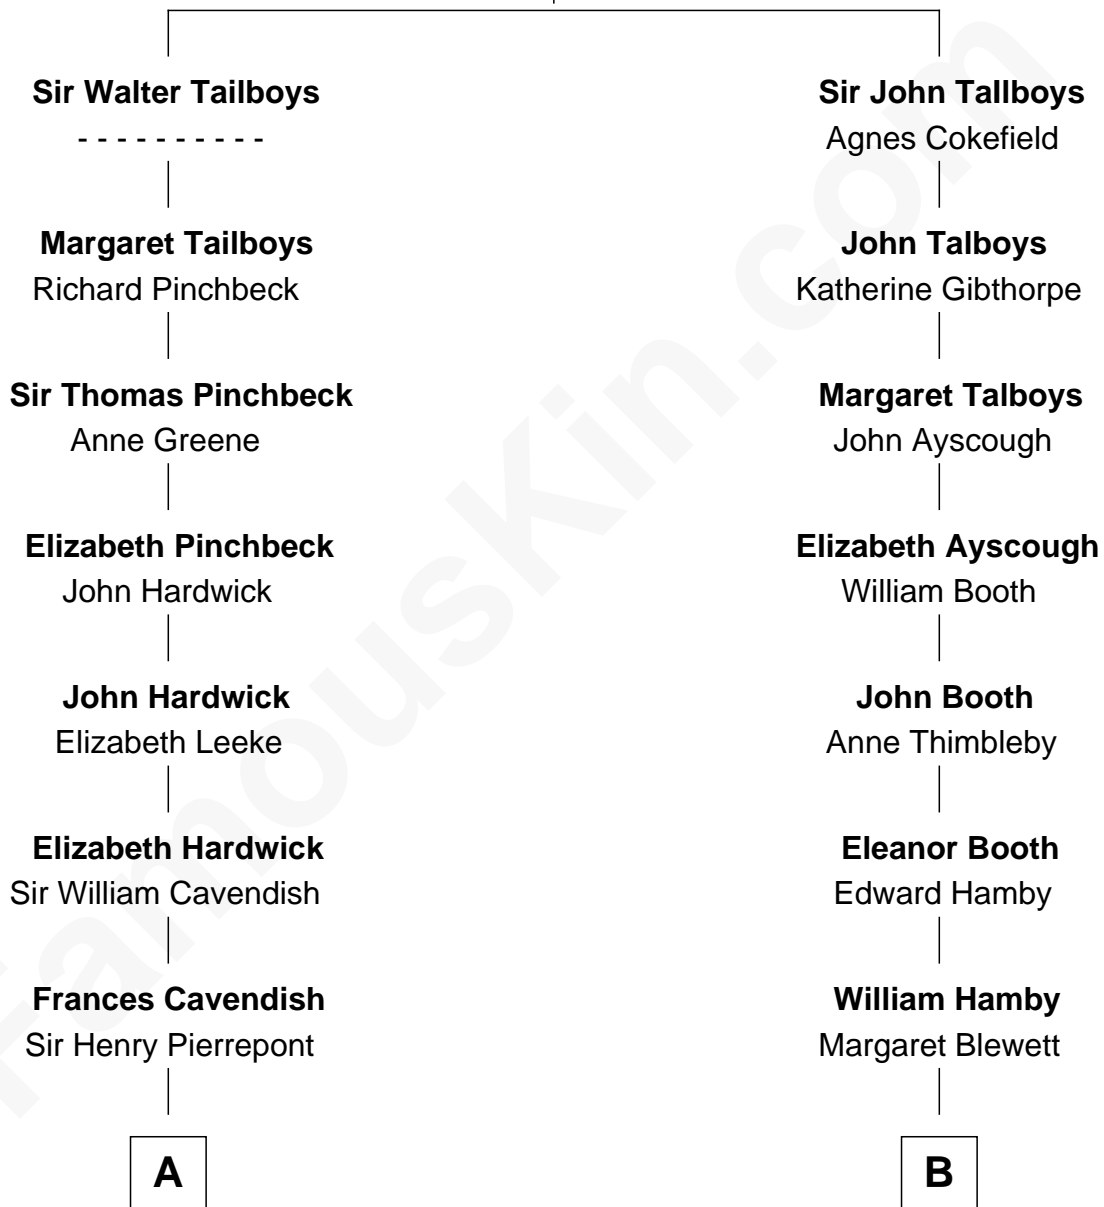 Sir Walter Tailboys
- - - - - - - - - -
Margaret Tailboys
Richard Pinchbeck
Sir Thomas Pinchbeck
Anne Greene
Elizabeth Pinchbeck
John Hardwick
John Hardwick
Elizabeth Leeke
Elizabeth Hardwick
Sir William Cavendish
Frances Cavendish
Sir Henry Pierrepont
A
Sir John Tallboys
Agnes Cokefield
John Talboys
Katherine Gibthorpe
Margaret Talboys
John Ayscough
Elizabeth Ayscough
William Booth
John Booth
Anne Thimbleby
Eleanor Booth
Edward Hamby
William Hamby
Margaret Blewett
B
FamousKin.com